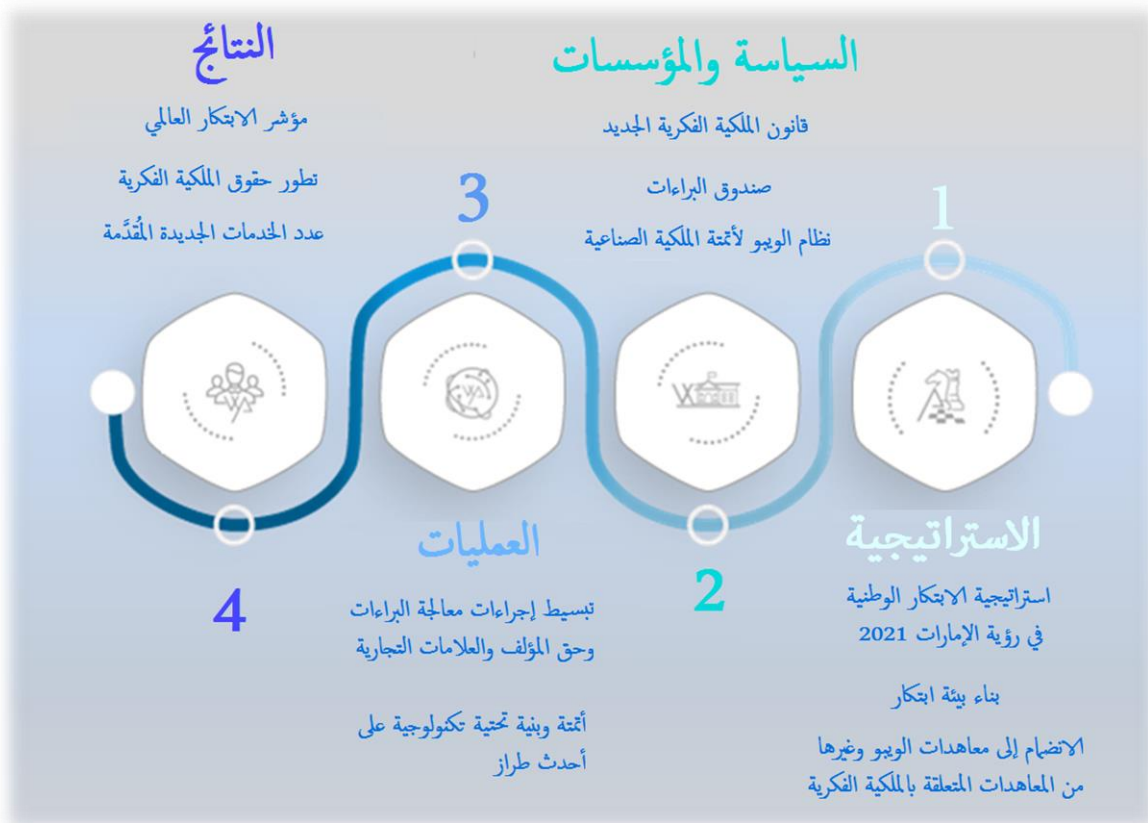 1
الاستراتيجية
استراتيجية الابتكار الوطنية
في رؤية الإمارات 2021
بناء بيئة ابتكار
الانضمام إلى معاهدات الويبو وغيرها
من المعاهدات المتعلقة بالملكية الفكرية
السياسة والمؤسسات
قانون الملكية الفكرية الجديد
صندوق البراءات
نظام الويبو لأتمتة الملكية الصناعية
2
3
العمليات
تبسيط إجراءات معالجة البراءات
وحق المؤلف والعلامات التجارية
أتمتة وبنية تحتية تكنولوجية على
أحدث طراز
النتائج
مؤشر الابتكار العالمي
تطور حقوق الملكية الفكرية
عدد الخدمات الجديدة المُقدَّمة
4